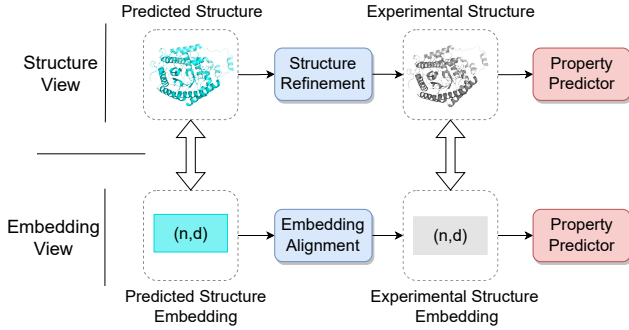 Predicted Structure
Experimental Structure
Structure
View
Structure
Refinement
Property
Predictor
Embedding
View
(n,d)
Embedding
Alignment
(n,d)
Property
Predictor
Predicted Structure
Embedding
Experimental Structure
Embedding